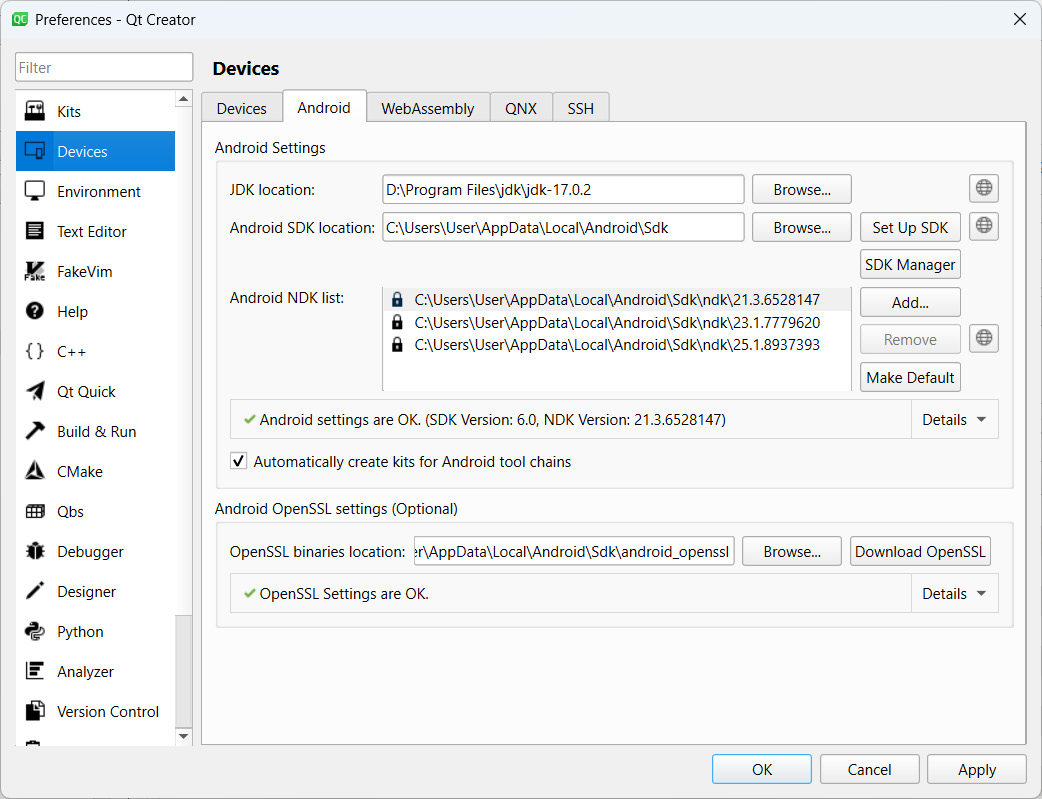 Preferences - Qt Creator
Filter
Devices
Kits
Devices
Environment
Text Editor
FakeVim
Help
C++
Qt Quick
Build & Run
CMake
Qbs
Debugger
Designer
Python
Analyzer
Version Control
Devices
Android
WebAssembly
QNX
SSH
Android Settings
JDK location:
D:\Program Files\jdk\jdk-17.0.2
Browse...
Android SDK location:
C:\Users\User\AppData\Local\Android\Sdk
Browse...
Set Up SDK
SDK Manager
Android NDK list:
C:\Users\User\AppData\Local\Android\Sdk\ndk\21.3.6528147
C:\Users\User\AppData\Local\Android\Sdk\ndk\23.1.7779620
C:\Users\User\AppData\Local\Android\Sdk\ndk\25.1.8937393
Add...
Remove
Make Default
Android settings are OK. (SDK Version: 6.0, NDK Version: 21.3.6528147)
Details
Automatically create kits for Android tool chains
Android OpenSSL settings (Optional)
OpenSSL binaries location:
er\AppData\Local\Android\Sdk\android_openssl
Browse...
Download OpenSSL
OpenSSL Settings are OK.
Details
OK
Cancel
Apply